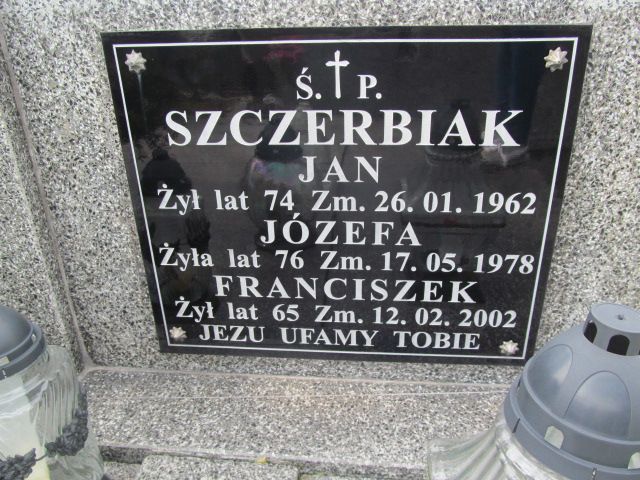 Ś. P.
SZCZERBIAK
JAN
Żył lat 74 Zm. 26. 01. 1962
JÓZEFA
Żyła lat 76 Zm. 17. 05. 1978
FRANCISZEK
Żył lat 65 Zm. 12. 02. 2002
JEZU UFAMY TOBIE